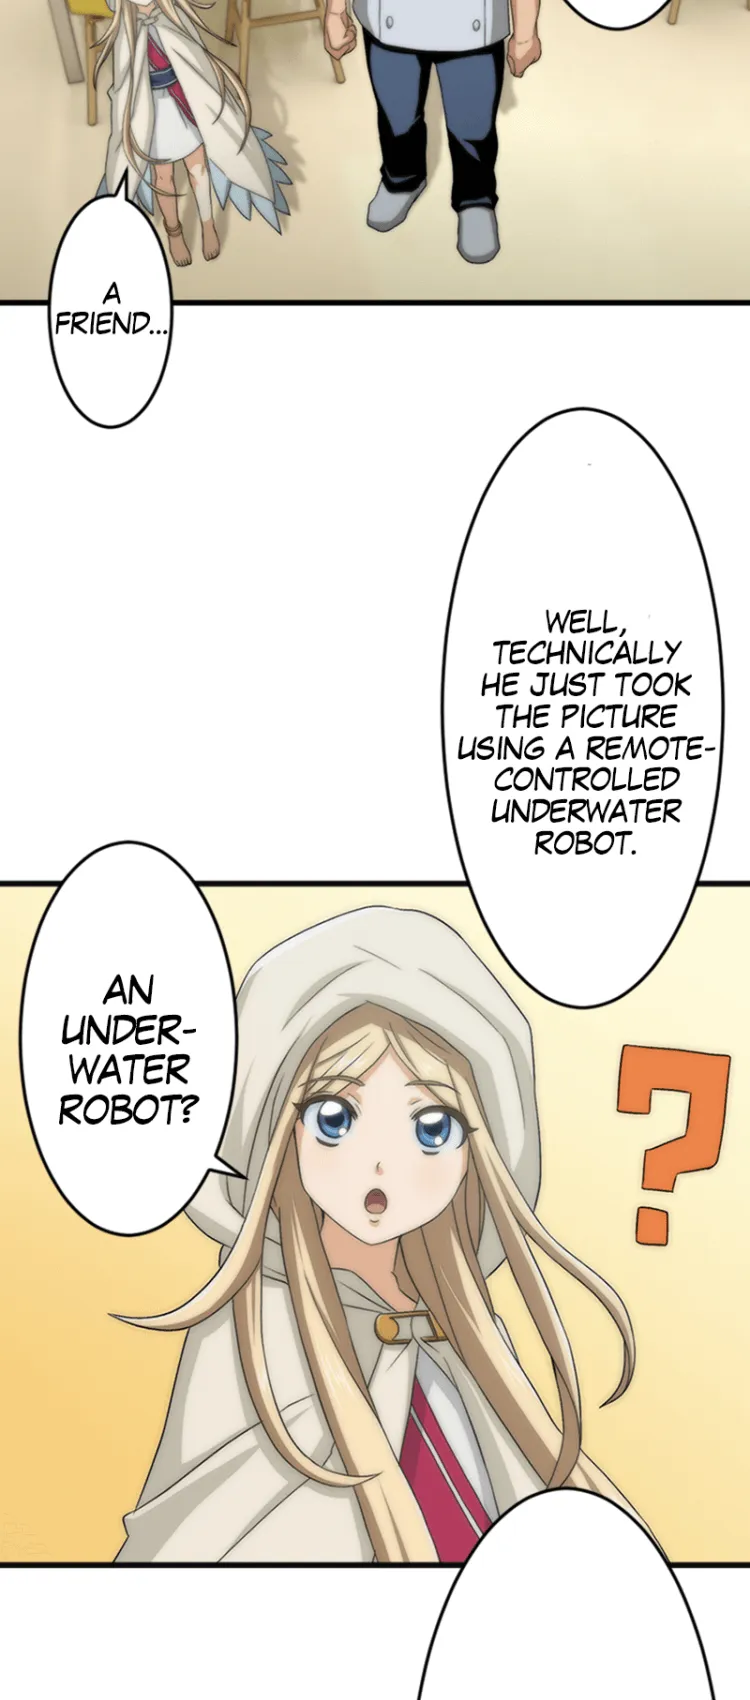 A
FRIEND...
WELL,
TECHNICALLY
HE JUST TOOK
THE PICTURE
USING A REMOTE-
CONTROLLED
UNDERWATER
ROBOT.
AN
UNDER-
WATER
ROBOT?
?